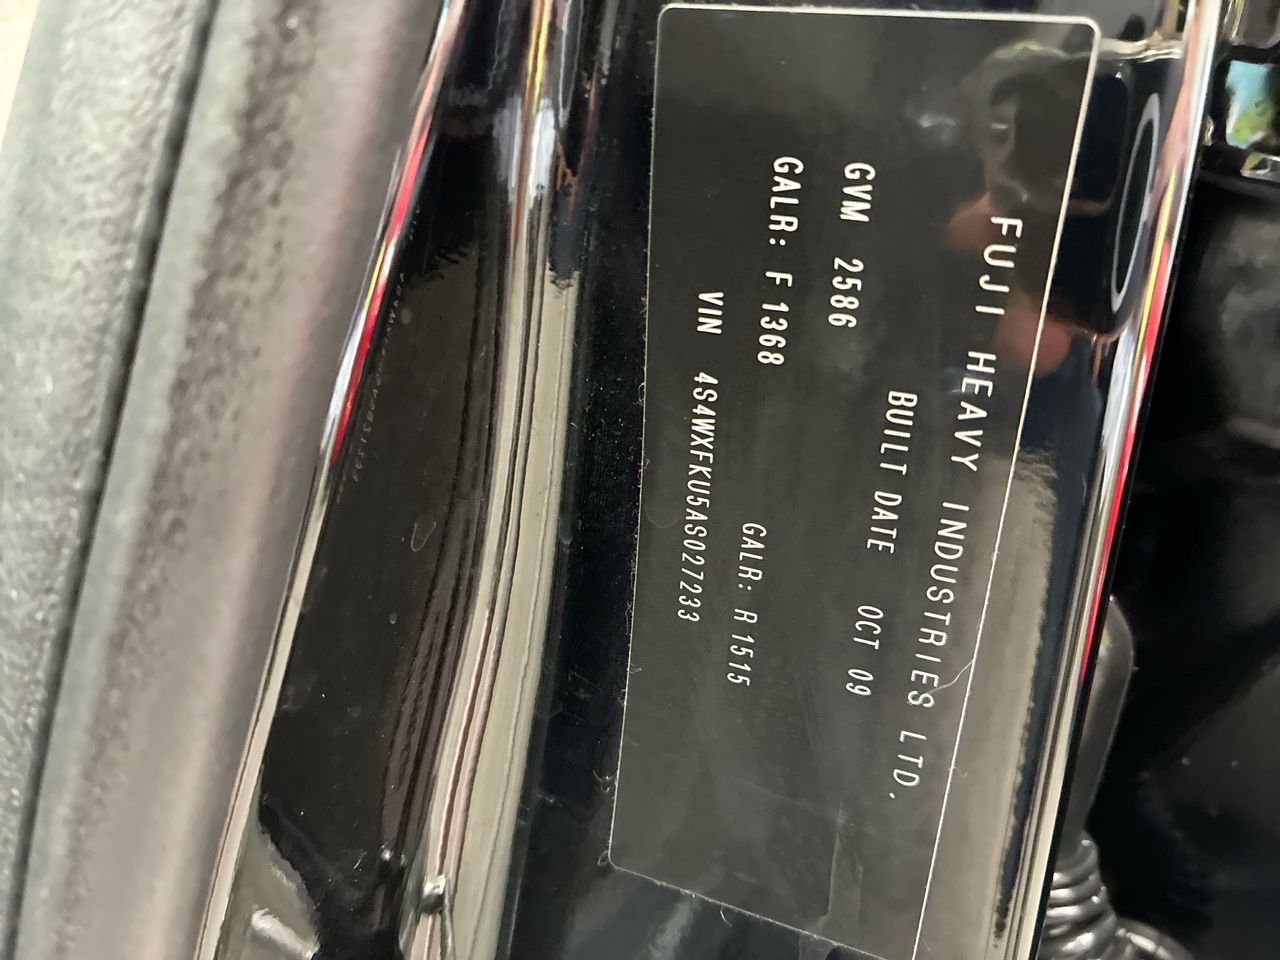 FUJI HEAVY INDUSTRIES LTD.
BUILT DATE OCT 09
GVM 2586
GALR: F 1368 GALR: R 1515
VIN 4S4WXFKU5AS027233